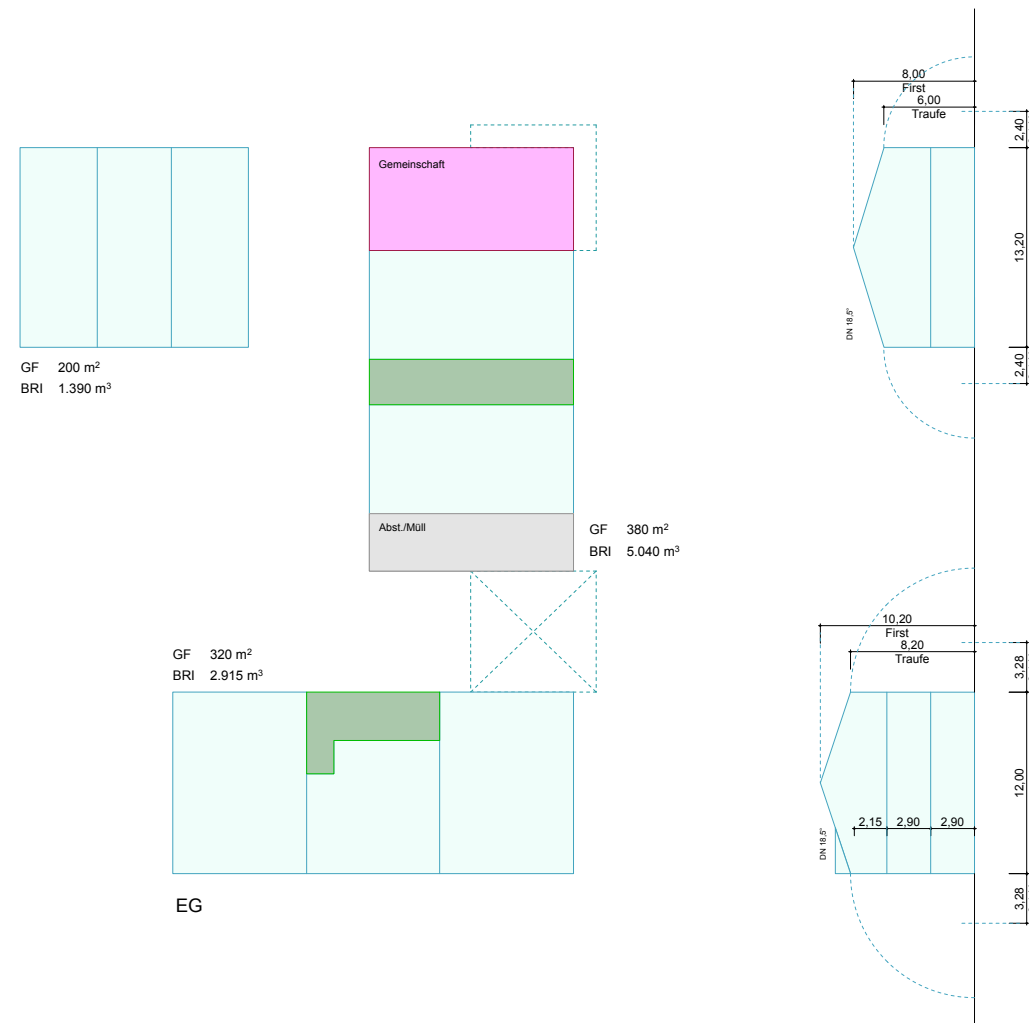 8,00
First
6,00
Traufe
2,40
Gemeinschaft
13,20
DN 18,5°
GF 200 m²
BRI 1.390 m³
2,40
Abst./Müll
GF 380 m²
BRI 5.040 m³
10,20
First
8,20
Traufe
3,28
GF 320 m²
BRI 2.915 m³
12,00
2,15 2,90 2,90
DN 18,5°
3,28
EG